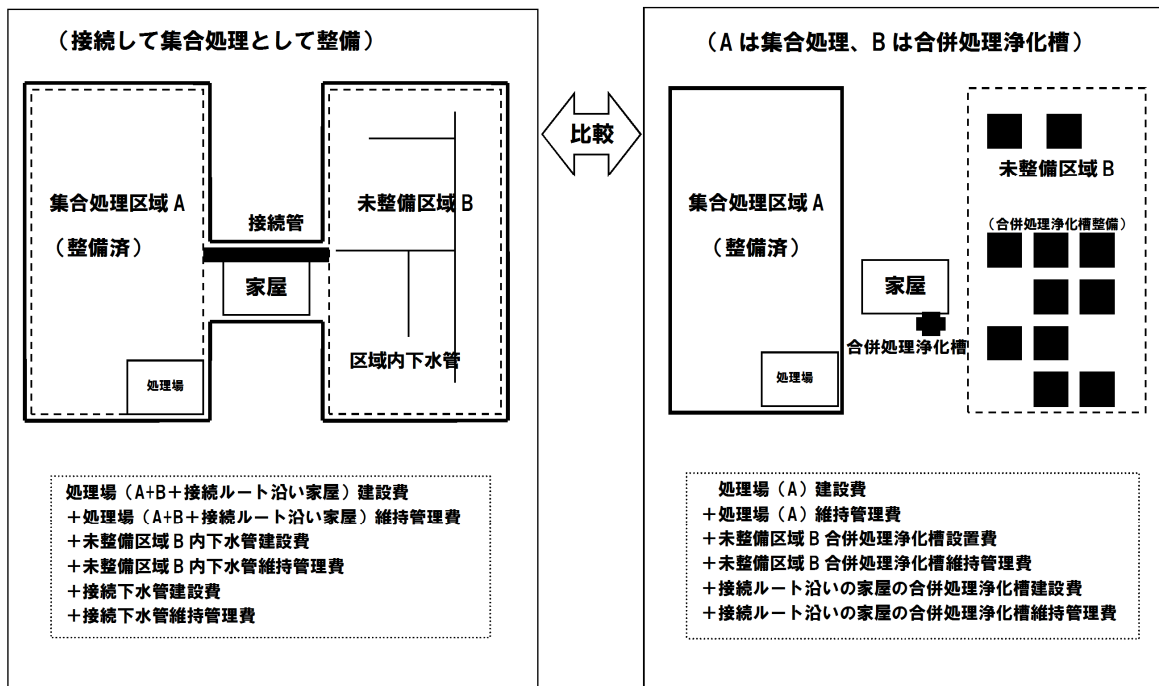 (接続して集合処理として整備)
集合処理区域A
(整備済)
接続管
家屋
処理場
未整備区域B
区域内下水管
処理場(A+B+接続ルート沿い家屋)建設費
+処理場(A+B+接続ルート沿い家屋)維持管理費
+未整備区域B内下水管建設費
+未整備区域B内下水管維持管理費
+接続下水管建設費
+接続下水管維持管理費
比較
(Aは集合処理、Bは合併処理浄化槽)
集合処理区域A
(整備済)
処理場
家屋
合併処理浄化槽
未整備区域B
(合併処理浄化槽整備)
処理場(A)建設費
+処理場(A)維持管理費
+未整備区域B合併処理浄化槽設置費
+未整備区域B合併処理浄化槽維持管理費
+接続ルート沿いの家屋の合併処理浄化槽建設費
+接続ルート沿いの家屋の合併処理浄化槽維持管理費